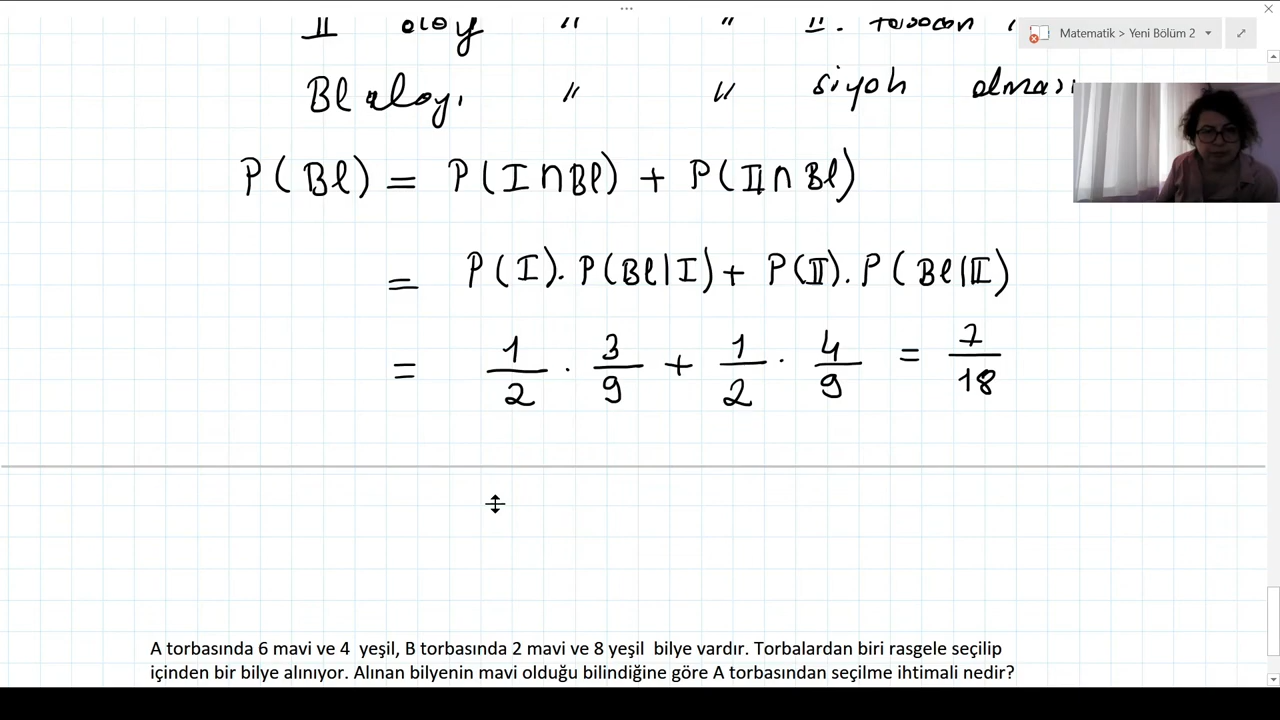 II olay " " II. torbadan
Matematik > Yeni Bölüm 2
Bl olayı " " siyah olması
P(Bl) = P(I∩Bl) + P(II∩Bl)
= P(I). P(Bl|I) + P(II). P(Bl|II)
= 1/2 · 3/9 + 1/2 · 4/9 = 7/18
A torbasında 6 mavi ve 4 yeşil, B torbasında 2 mavi ve 8 yeşil bilye vardır. Torbalardan biri rasgele seçilip
içinden bir bilye alınıyor. Alınan bilyenin mavi olduğu bilindiğine göre A torbasından seçilme ihtimali nedir?